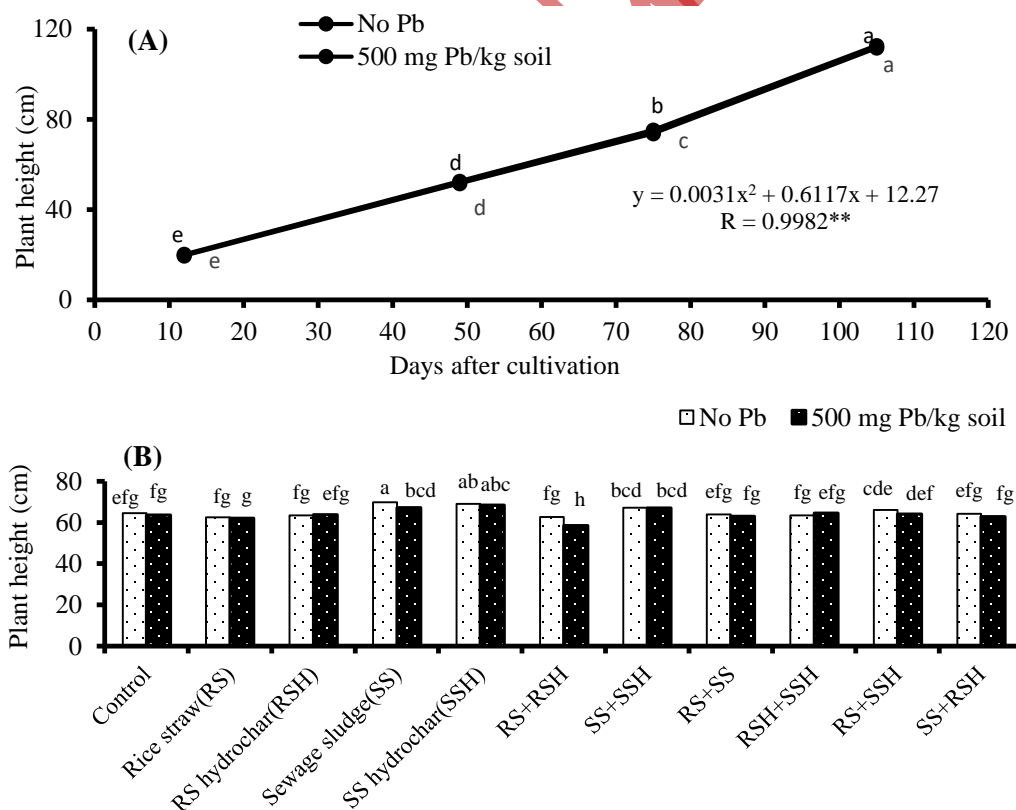 (A)
No Pb
500 mg Pb/kg soil
Plant height (cm)
120
80
40
0
a
a
b
c
d
d
e
e
y = 0.0031x² + 0.6117x + 12.27
R = 0.9982**
0 10 20 30 40 50 60 70 80 90 100 110 120
Days after cultivation
No Pb 500 mg Pb/kg soil
(B)
Plant height (cm)
80
60
40
20
0
efg fg fg g fg efg a bcd ab abc fg h bcd bcd efg fg fg efg cde def efg fg
Control
Rice straw(RS)
RS hydrochar(RSH)
Sewage sludge(SS)
SS hydrochar(SSH)
RS+RSH
SS+SSH
RS+SS
RSH+SSH
RS+SSH
SS+RSH